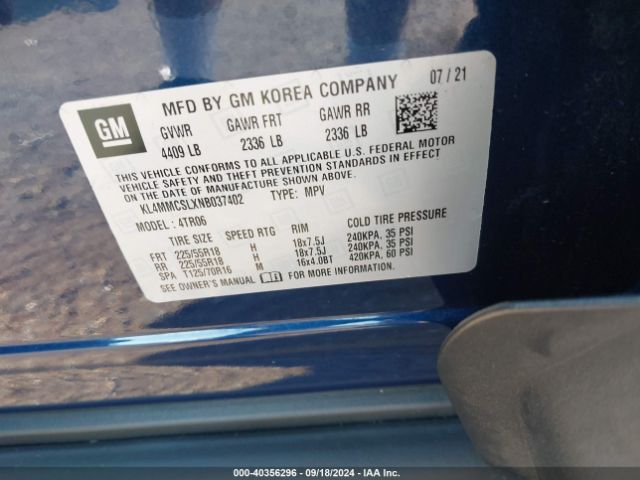 GM
MFD BY GM KOREA COMPANY 07 / 21
GVWR GAWR FRT GAWR RR
4409 LB 2336 LB 2336 LB
THIS VEHICLE CONFORMS TO ALL APPLICABLE U.S. FEDERAL MOTOR
VEHICLE SAFETY AND THEFT PREVENTION STANDARDS IN EFFECT
ON THE DATE OF MANUFACTURE SHOWN ABOVE.
KL4MMCSLXNB037402 TYPE: MPV
MODEL: 4TR06
TIRE SIZE SPEED RTG RIM COLD TIRE PRESSURE
FRT 225/55R18 H 18x7.5J 240KPA, 35 PSI
RR 225/55R18 H 18x7.5J 240KPA, 35 PSI
SPA T125/70R16 M 16x4.0BT 420KPA, 60 PSI
SEE OWNER'S MANUAL FOR ADDITIONAL INFORMATION
000-40356296 - 09/18/2024 - IAA Inc.